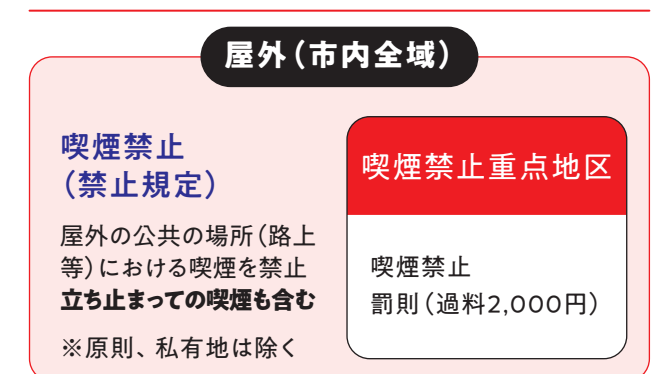 屋外（市内全域）
喫煙禁止
（禁止規定）
屋外の公共の場所（路上
等）における喫煙を禁止
立ち止まっての喫煙も含む
※原則、私有地は除く
喫煙禁止重点地区
喫煙禁止
罰則（過料2,000円）